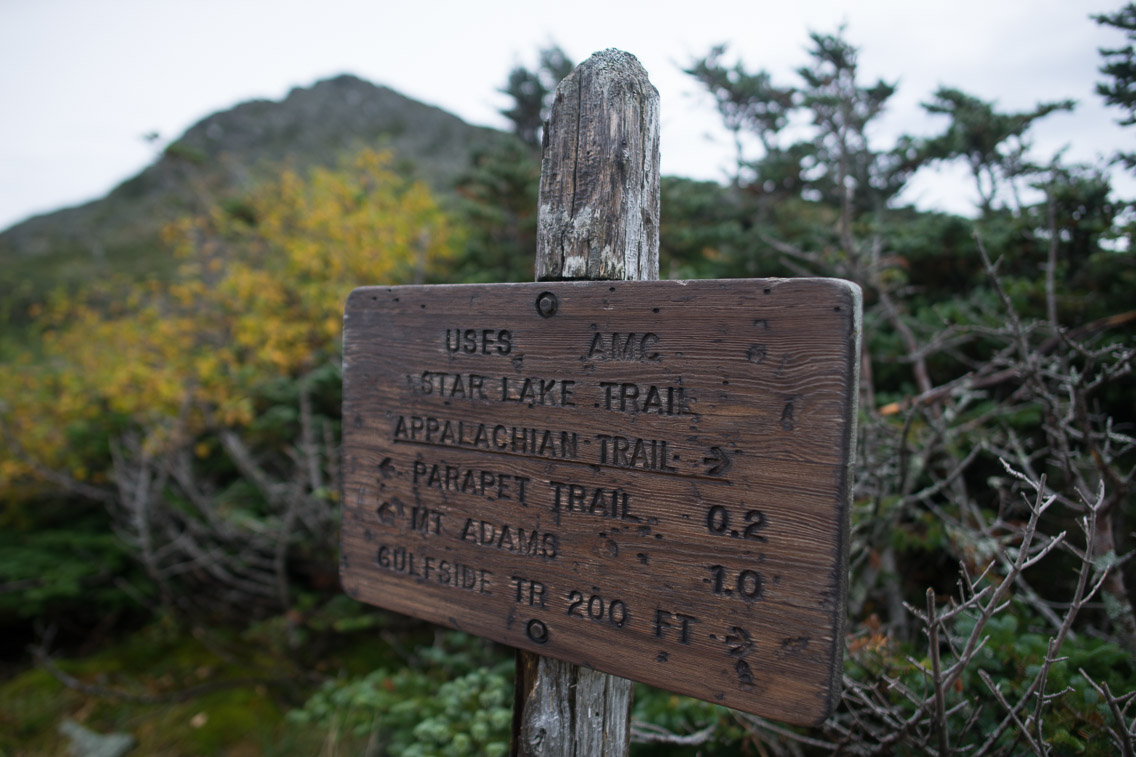 USES AMC
STAR LAKE TRAIL
APPALACHIAN TRAIL →
← PARAPET TRAIL 0.2
← MT ADAMS 1.0
GULFSIDE TR 200 FT →